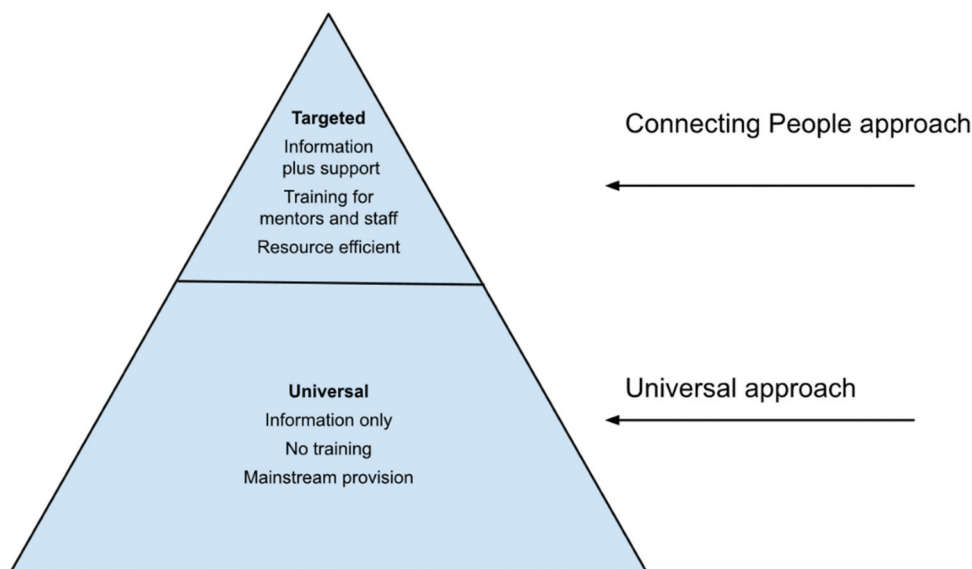 Targeted
Information
plus support
Training for
mentors and staff
Resource efficient
Connecting People approach
Universal
Information only
No training
Mainstream provision
Universal approach